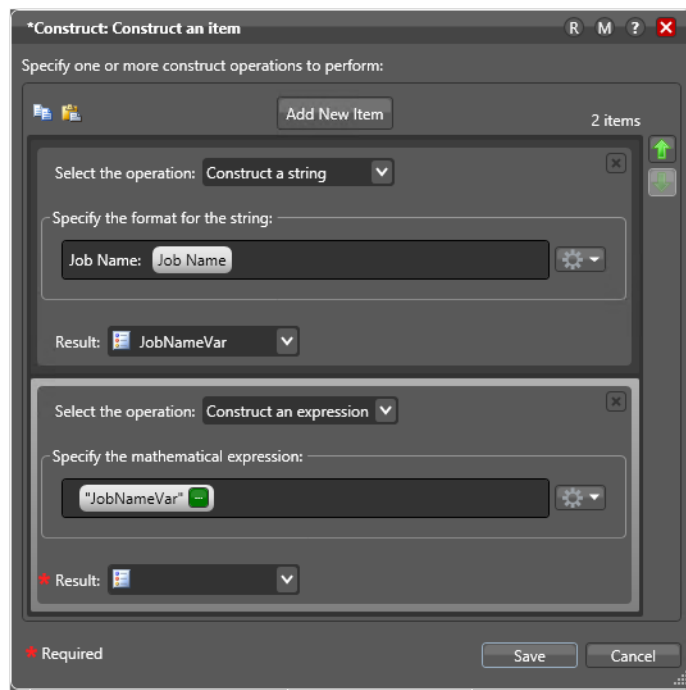 *Construct: Construct an item R M ?
Specify one or more construct operations to perform:
Add New Item 2 items
Select the operation: Construct a string
Specify the format for the string:
Job Name: Job Name
Result: JobNameVar
Select the operation: Construct an expression
Specify the mathematical expression:
"JobNameVar" ...
* Result:
* Required Save Cancel